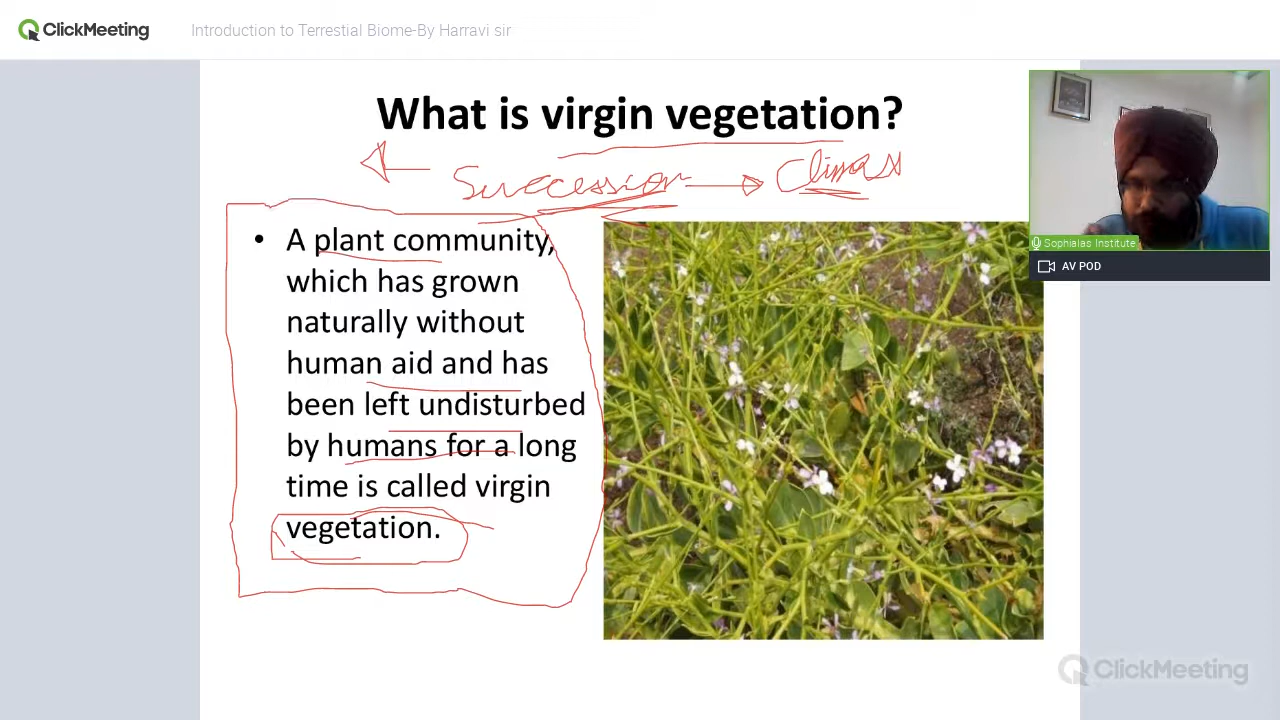 ClickMeeting
Introduction to Terrestial Biome-By Harravi sir
What is virgin vegetation?
Succession
Climax
• A plant community,
which has grown
naturally without
human aid and has
been left undisturbed
by humans for a long
time is called virgin
vegetation.
Sophialas Institute
AV POD
ClickMeeting